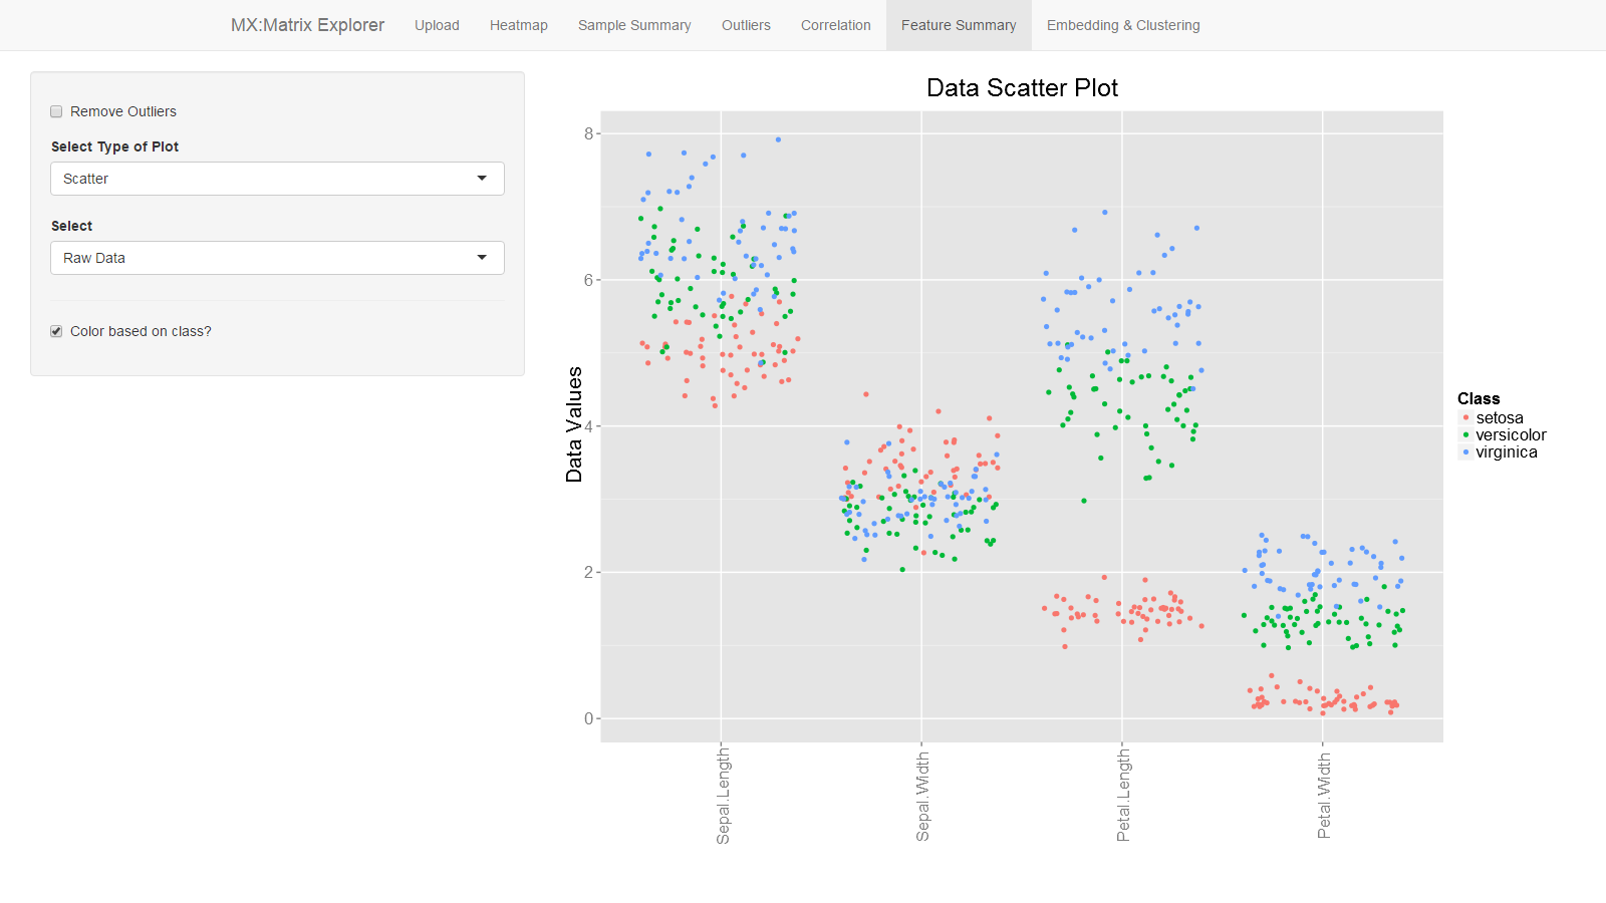 MX:Matrix Explorer Upload Heatmap Sample Summary Outliers Correlation Feature Summary Embedding & Clustering
Remove Outliers
Select Type of Plot
Scatter
Select
Raw Data
Color based on class?
Data Scatter Plot
Data Values
8
6
4
2
0
Sepal.Length
Sepal.Width
Petal.Length
Petal.Width
Class
setosa
versicolor
virginica